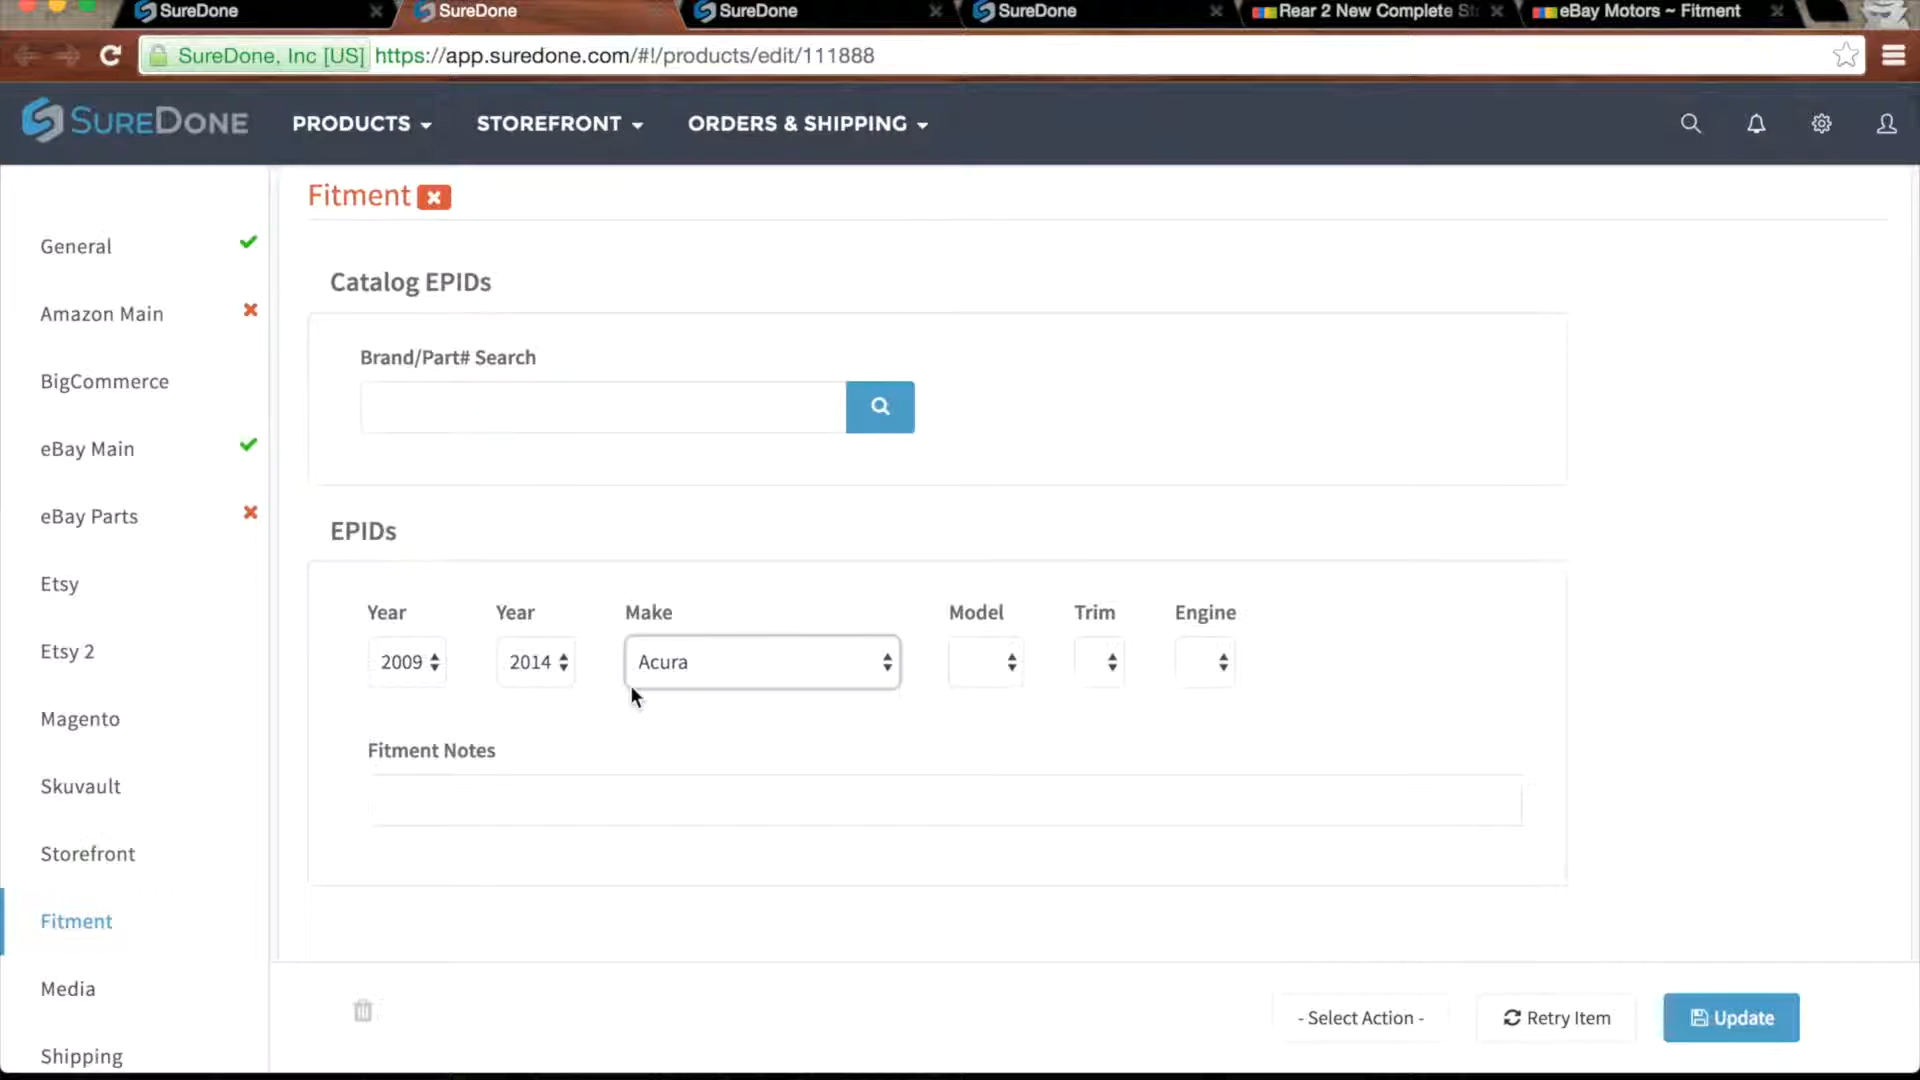 SureDone
SureDone
SureDone
SureDone
Rear 2 New Complete St
eBay Motors ~ Fitment
SureDone, Inc [US] https://app.suredone.com/#!/products/edit/111888
SUREDONE
PRODUCTS
STOREFRONT
ORDERS & SHIPPING
Fitment
General
Amazon Main
BigCommerce
eBay Main
eBay Parts
Etsy
Etsy 2
Magento
Skuvault
Storefront
Fitment
Media
Shipping
Catalog EPIDs
Brand/Part# Search
EPIDs
Year Year Make Model Trim Engine
2009 2014 Acura
Fitment Notes
- Select Action -
Retry Item
Update